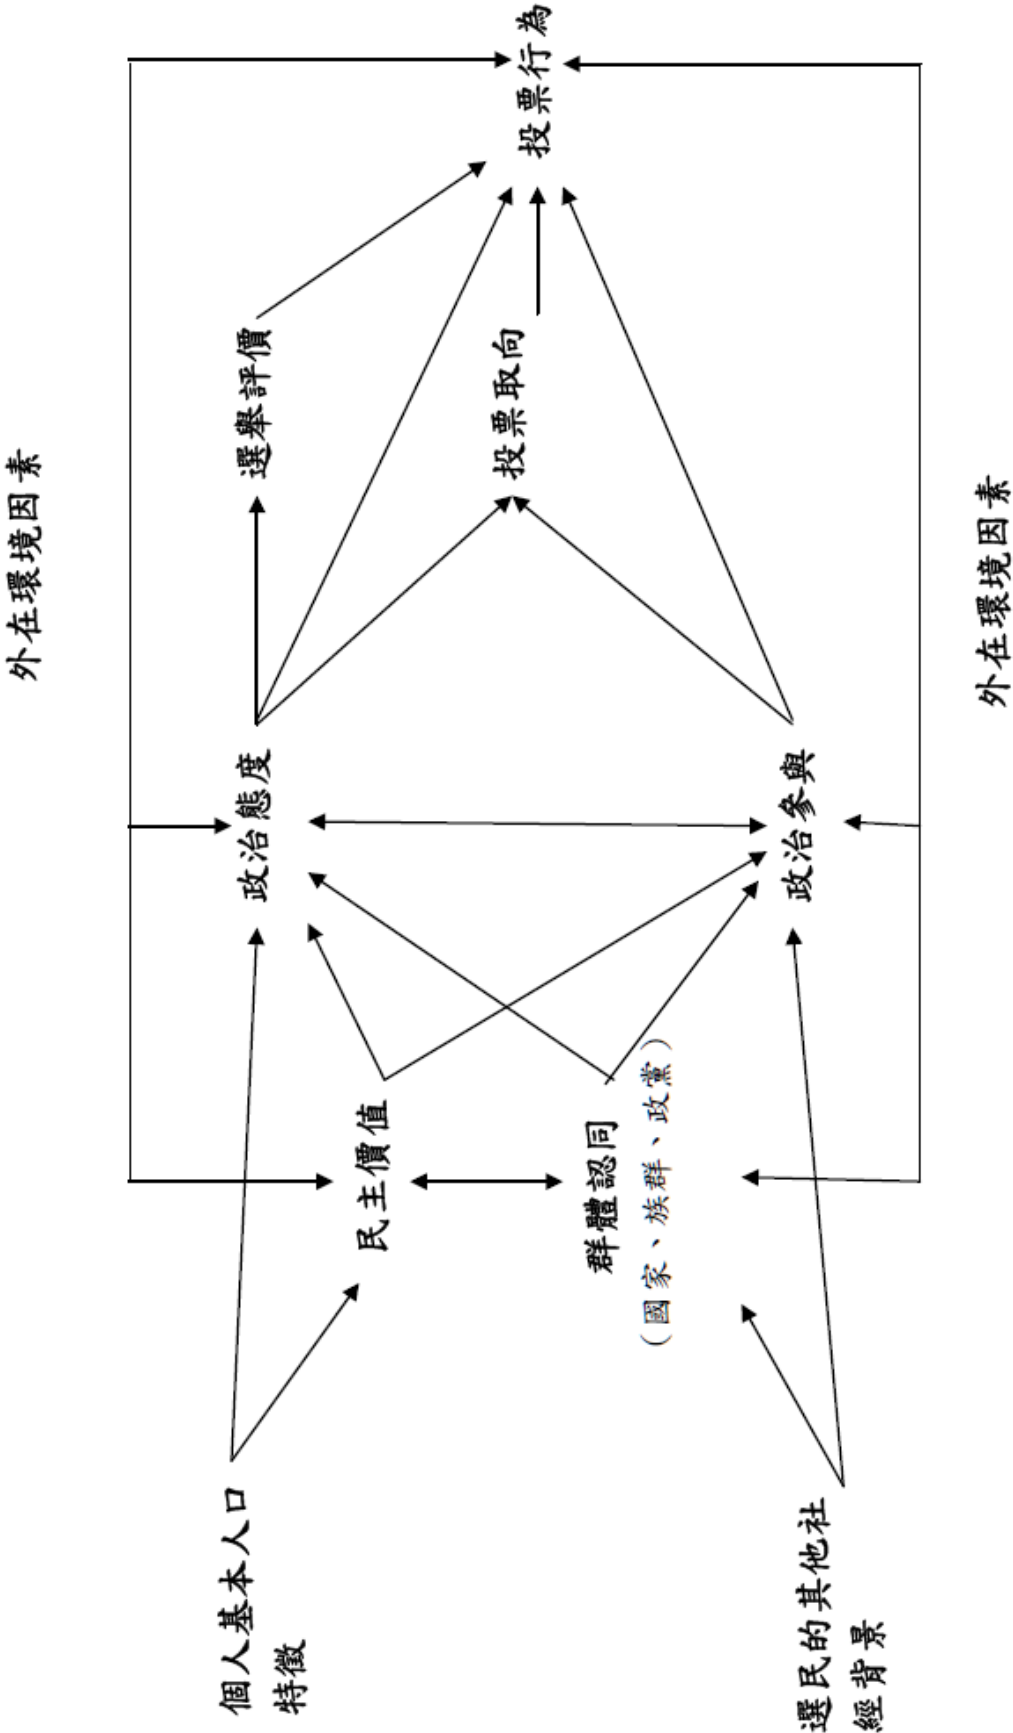 外在環境因素
個人基本人口
特徵
民主價值
群體認同
（國家、族群、政黨）
選民的其他社
經背景
政治態度
政治參與
選舉評價
投票取向
投票行為
外在環境因素